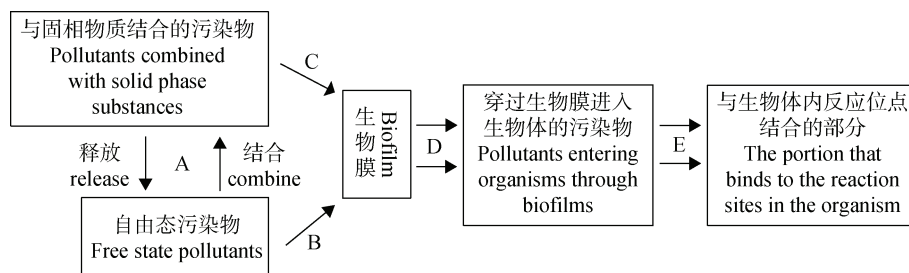 与固相物质结合的污染物
Pollutants combined
with solid phase
substances
C
释放
release
A
结合
combine
自由态污染物
Free state pollutants
B
生物膜
Biofilm
D
穿过生物膜进入
生物体的污染物
Pollutants entering
organisms through
biofilms
E
与生物体内反应位点
结合的部分
The portion that
binds to the reaction
sites in the organism